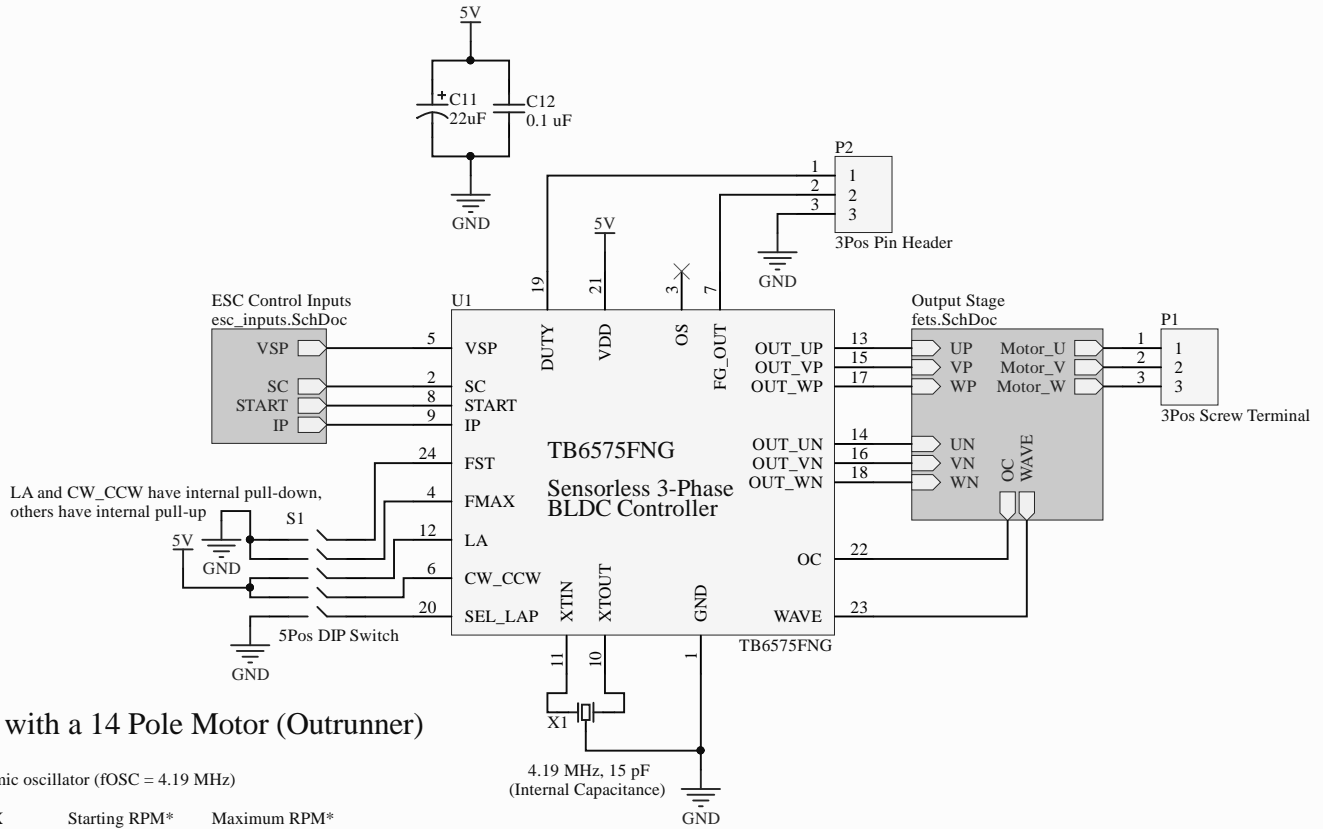 5V
+ C11
22uF
C12
0.1 uF
GND
P2
1 1
2 2
3 3
3Pos Pin Header
GND
5V
19
21
3
7
ESC Control Inputs
esc_inputs.SchDoc
VSP
SC
START
IP
5
2
8
9
24
4
12
6
20
U1
VSP
SC
START
IP
FST
FMAX
LA
CW_CCW
SEL_LAP
DUTY
VDD
OS
FG_OUT
TB6575FNG
Sensorless 3-Phase
BLDC Controller
OUT_UP
OUT_VP
OUT_WP
OUT_UN
OUT_VN
OUT_WN
OC
WAVE
XTIN
XTOUT
GND
TB6575FNG
13
15
17
14
16
18
22
23
Output Stage
fets.SchDoc
UP
VP
WP
UN
VN
WN
Motor_U
Motor_V
Motor_W
OC
WAVE
P1
1 1
2 2
3 3
3Pos Screw Terminal
LA and CW_CCW have internal pull-down,
others have internal pull-up
S1
5V
GND
5Pos DIP Switch
GND
11
10
1
X1
4.19 MHz, 15 pF
(Internal Capacitance)
GND
with a 14 Pole Motor (Outrunner)
mic oscillator (fOSC = 4.19 MHz)
Starting RPM* Maximum RPM*